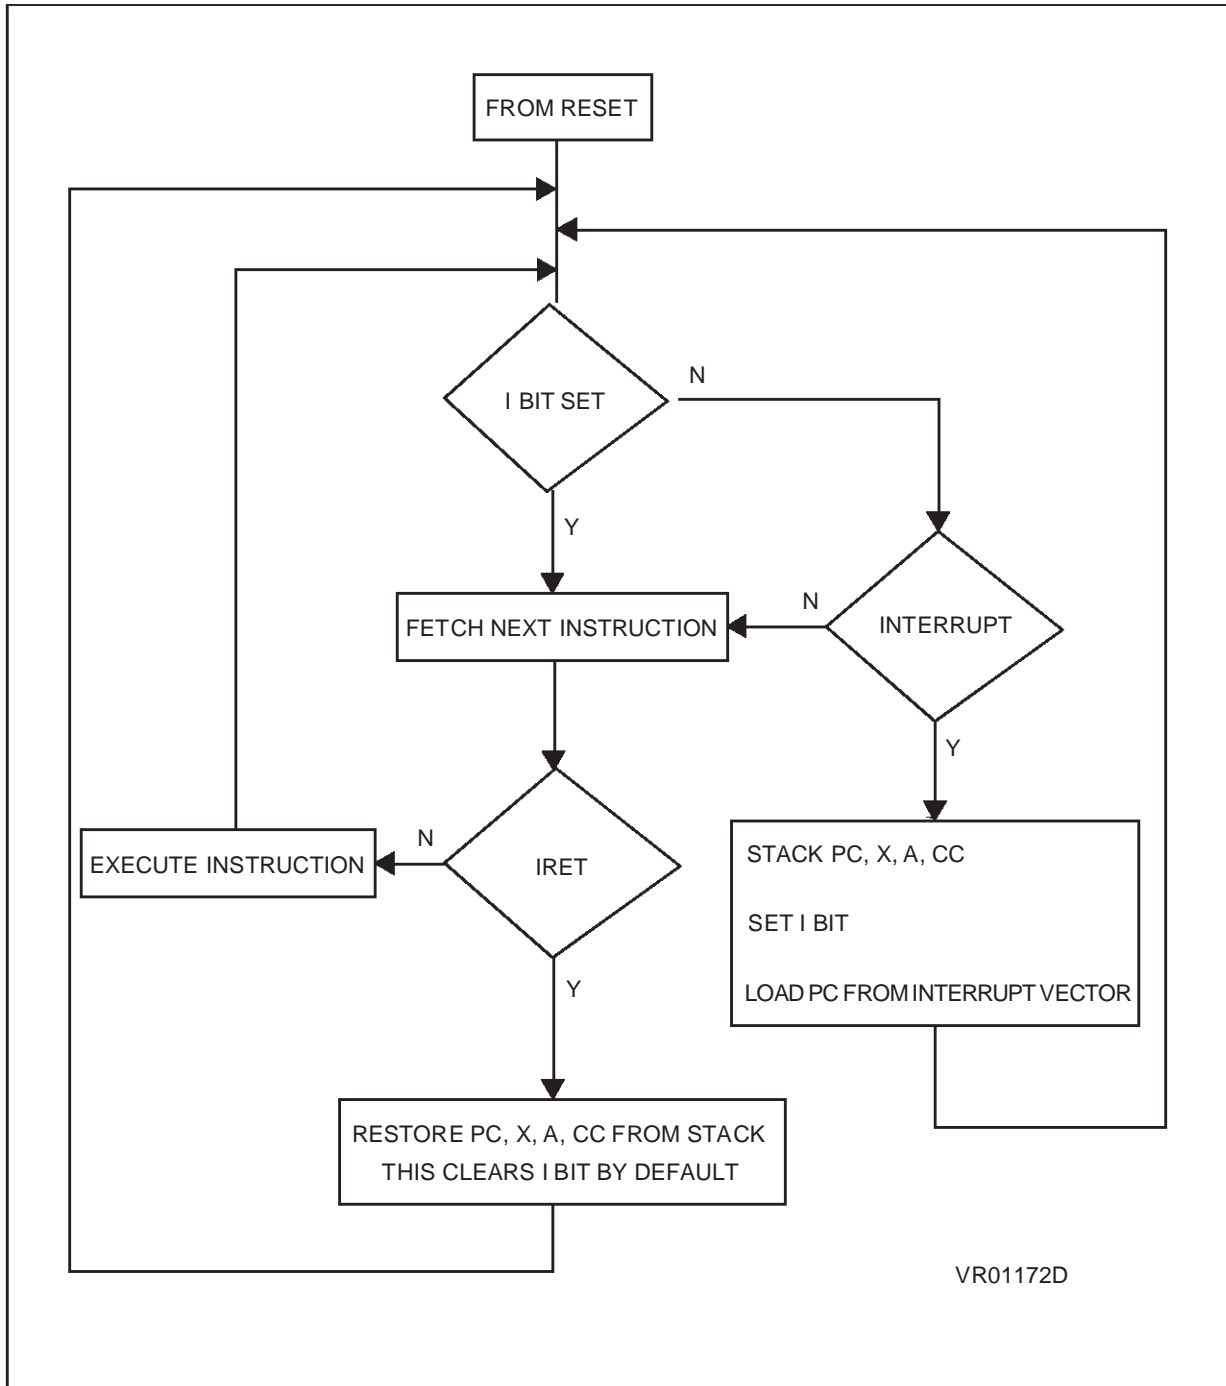 FROM RESET
I BIT SET
N
Y
FETCH NEXT INSTRUCTION
N
INTERRUPT
Y
EXECUTE INSTRUCTION
N
IRET
Y
STACK PC, X, A, CC
SET I BIT
LOAD PC FROM INTERRUPT VECTOR
RESTORE PC, X, A, CC FROM STACK
THIS CLEARS I BIT BY DEFAULT
VR01172D